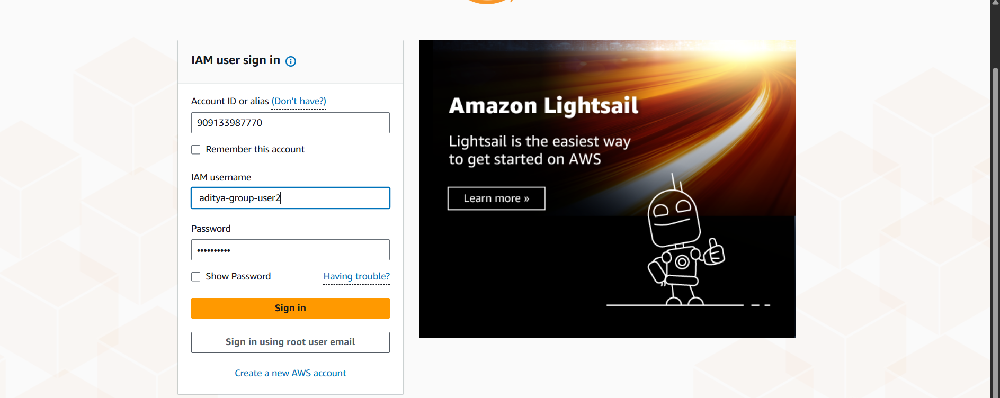 IAM user sign in
Account ID or alias (Don't have?)
909133987770
Remember this account
IAM username
aditya-group-user2
Password
••••••••••
Show Password
Having trouble?
Sign in
Sign in using root user email
Create a new AWS account
Amazon Lightsail
Lightsail is the easiest way
to get started on AWS
Learn more »